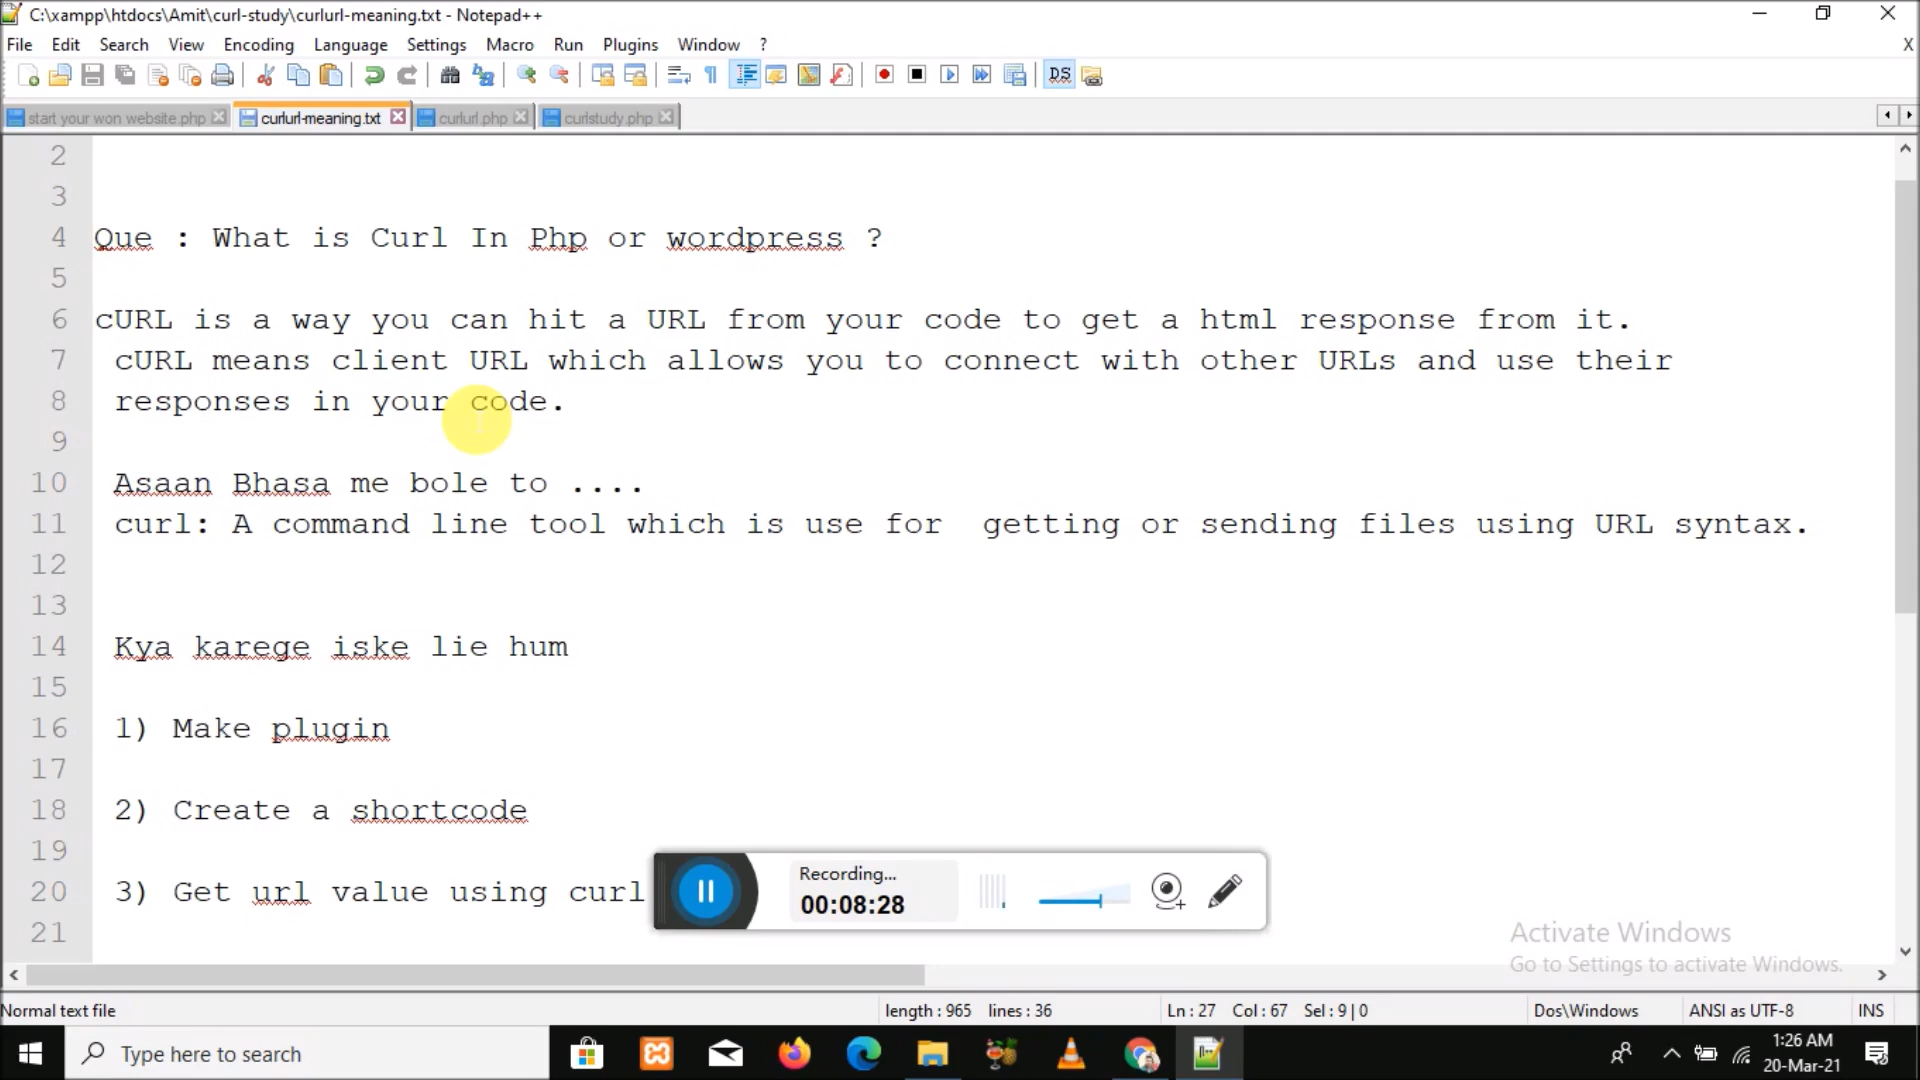 C:\xampp\htdocs\Amit\curl-study\curlurl-meaning.txt - Notepad++
File Edit Search View Encoding Language Settings Macro Run Plugins Window ? X
start your won website.php curlurl-meaning.txt curlurl.php curlstudy.php
2
3
4 Que : What is Curl In Php or wordpress ?
5
6 cURL is a way you can hit a URL from your code to get a html response from it.
7 cURL means client URL which allows you to connect with other URLs and use their
8 responses in your code.
9
10 Asaan Bhasa me bole to ....
11 curl: A command line tool which is use for  getting or sending files using URL syntax.
12
13
14 Kya karege iske lie hum
15
16 1) Make plugin
17
18 2) Create a shortcode
19
20 3) Get url value using curl
21
Recording...
00:08:28
Activate Windows
Go to Settings to activate Windows.
Normal text file length : 965 lines : 36 Ln : 27 Col : 67 Sel : 9 | 0 Dos\Windows ANSI as UTF-8 INS
Type here to search
1:26 AM
20-Mar-21